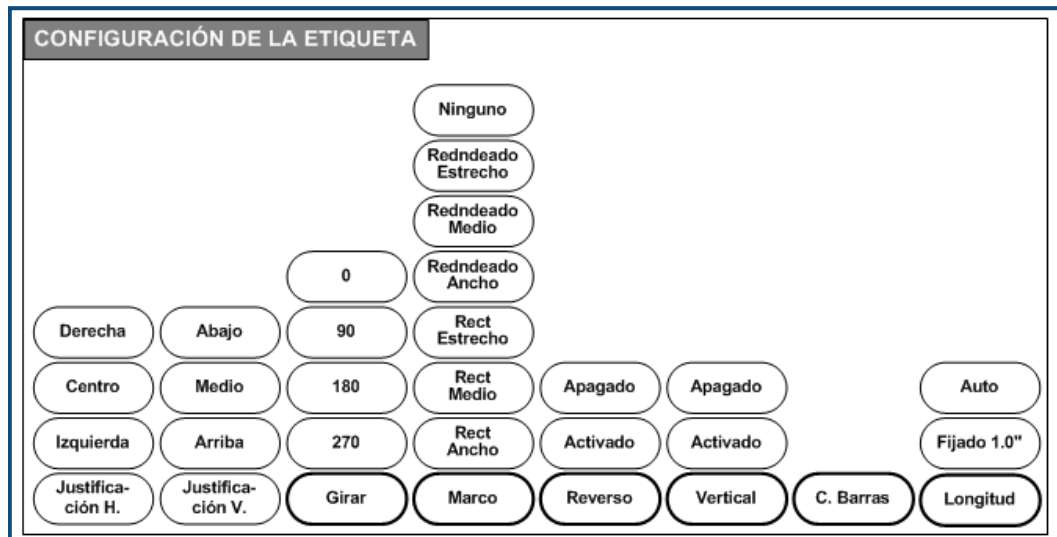 CONFIGURACIÓN DE LA ETIQUETA
Ninguno
Redndeado
Estrecho
Redndeado
Medio
0
Redndeado
Ancho
Derecha
Abajo
90
Rect
Estrecho
Centro
Medio
180
Rect
Medio
Apagado
Apagado
Auto
Izquierda
Arriba
270
Rect
Ancho
Activado
Activado
Fijado 1.0"
Justifica-
ción H.
Justifica-
ción V.
Girar
Marco
Reverso
Vertical
C. Barras
Longitud